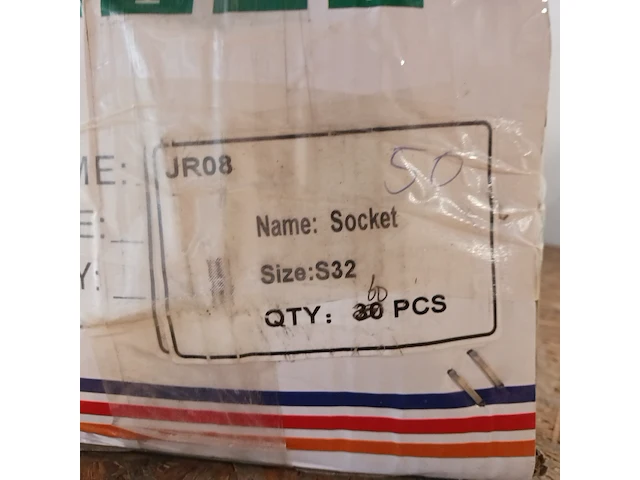 ME:
E:
Y:
JR08
50
Name: Socket
Size:S32
60
QTY: 30 PCS